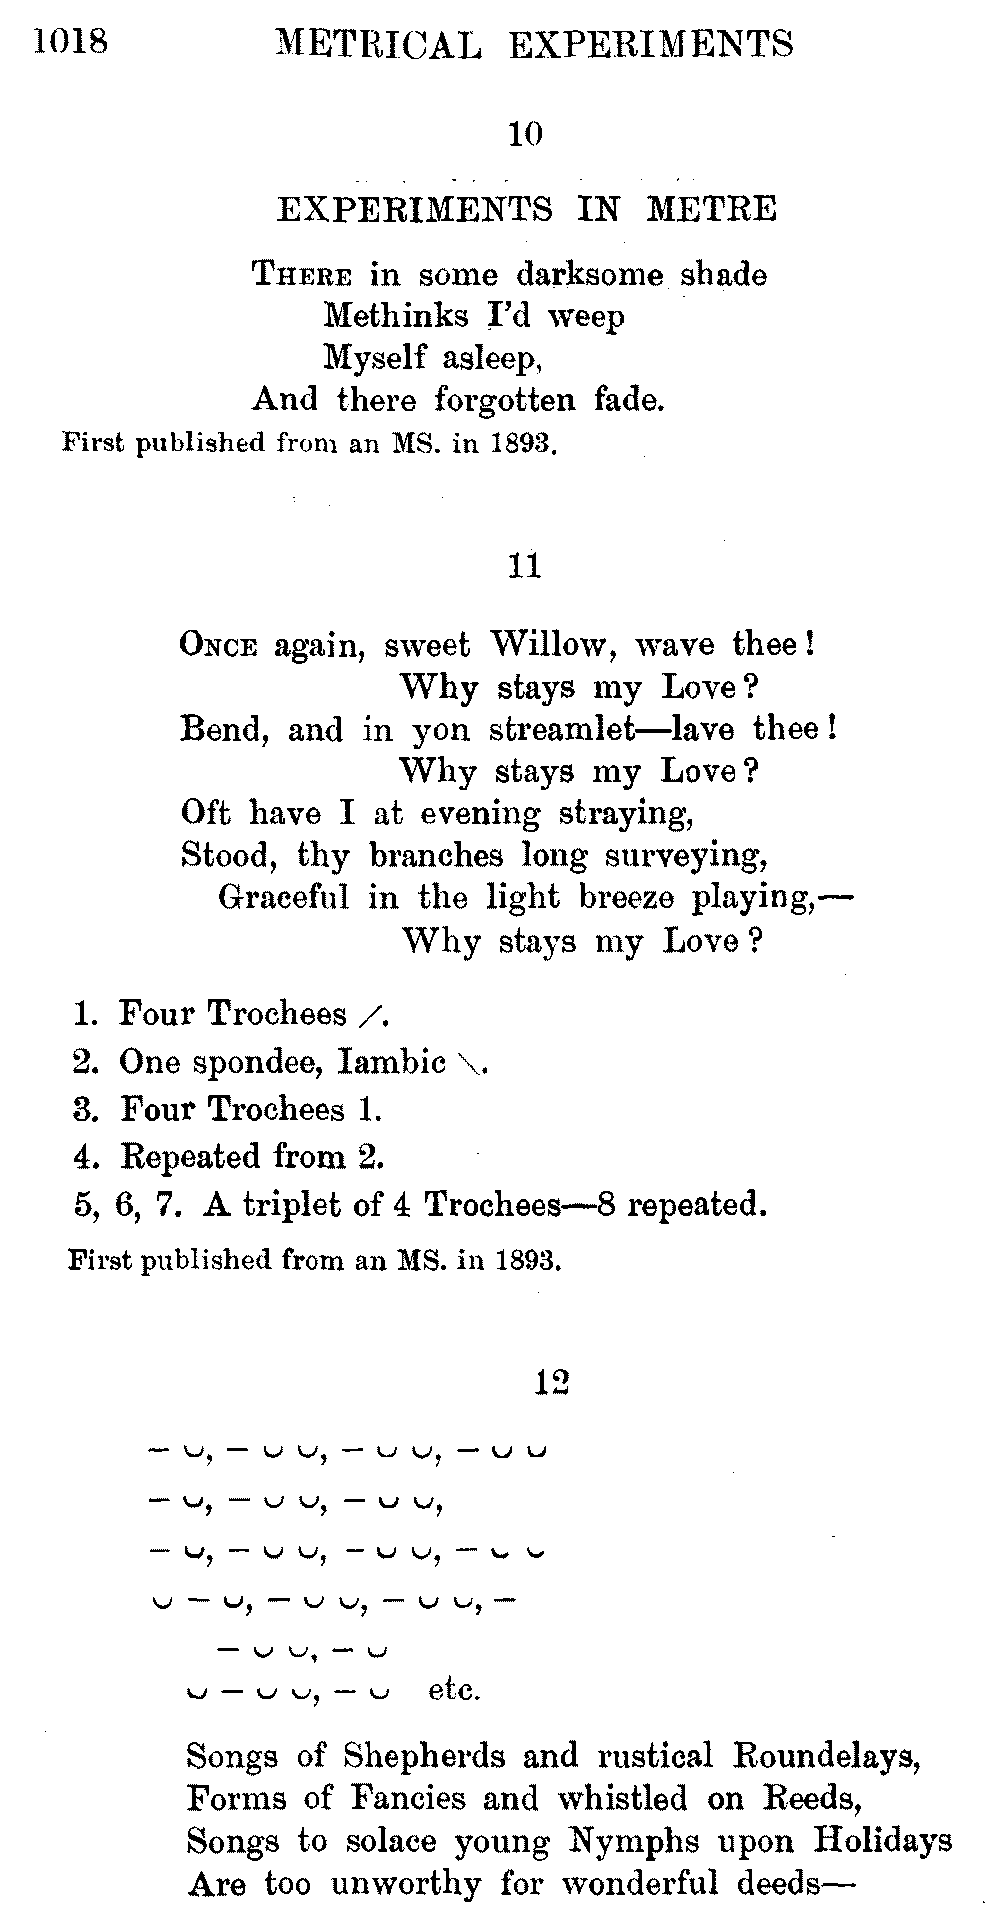 1018 METRICAL EXPERIMENTS
10
EXPERIMENTS IN METRE
THERE in some darksome shade
Methinks I'd weep
Myself asleep,
And there forgotten fade.
First published from an MS. in 1893.
11
ONCE again, sweet Willow, wave thee!
Why stays my Love?
Bend, and in yon streamlet—lave thee!
Why stays my Love?
Oft have I at evening straying,
Stood, thy branches long surveying,
Graceful in the light breeze playing,—
Why stays my Love?
1. Four Trochees /.
2. One spondee, Iambic \.
3. Four Trochees 1.
4. Repeated from 2.
5, 6, 7. A triplet of 4 Trochees—8 repeated.
First published from an MS. in 1893.
12
– ᴗ, – ᴗ ᴗ, – ᴗ ᴗ, – ᴗ ᴗ
– ᴗ, – ᴗ ᴗ, – ᴗ ᴗ,
– ᴗ, – ᴗ ᴗ, – ᴗ ᴗ, – ᴗ ᴗ
ᴗ – ᴗ, – ᴗ ᴗ, – ᴗ ᴗ, –
– ᴗ ᴗ, – ᴗ
ᴗ – ᴗ ᴗ, – ᴗ etc.
Songs of Shepherds and rustical Roundelays,
Forms of Fancies and whistled on Reeds,
Songs to solace young Nymphs upon Holidays
Are too unworthy for wonderful deeds—